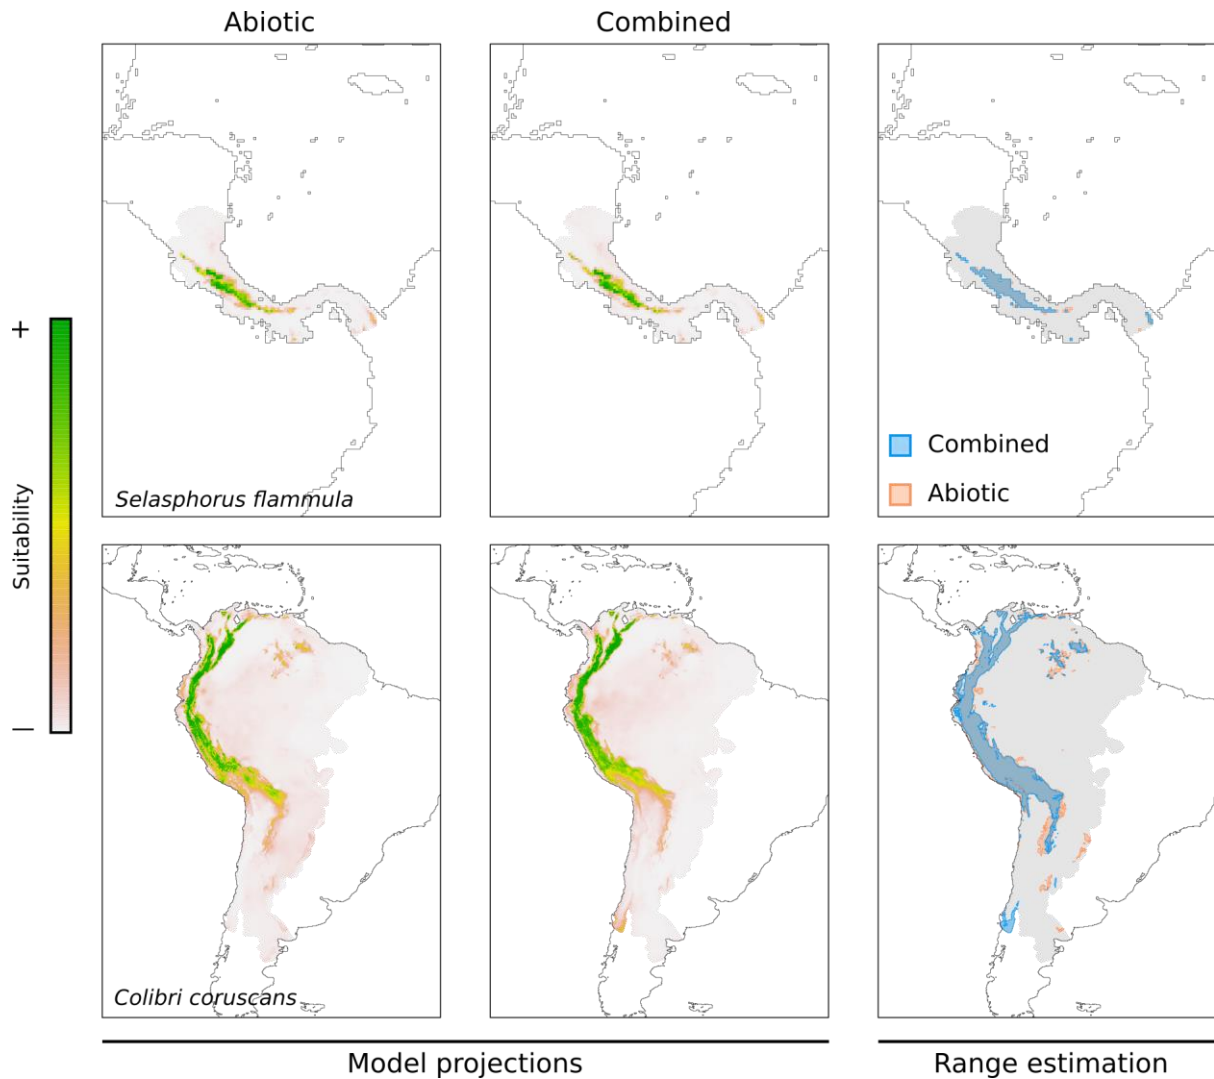 Abiotic
Combined
+
Suitability
—
Selasphorus flammula
Combined
Abiotic
Colibri coruscans
Model projections
Range estimation